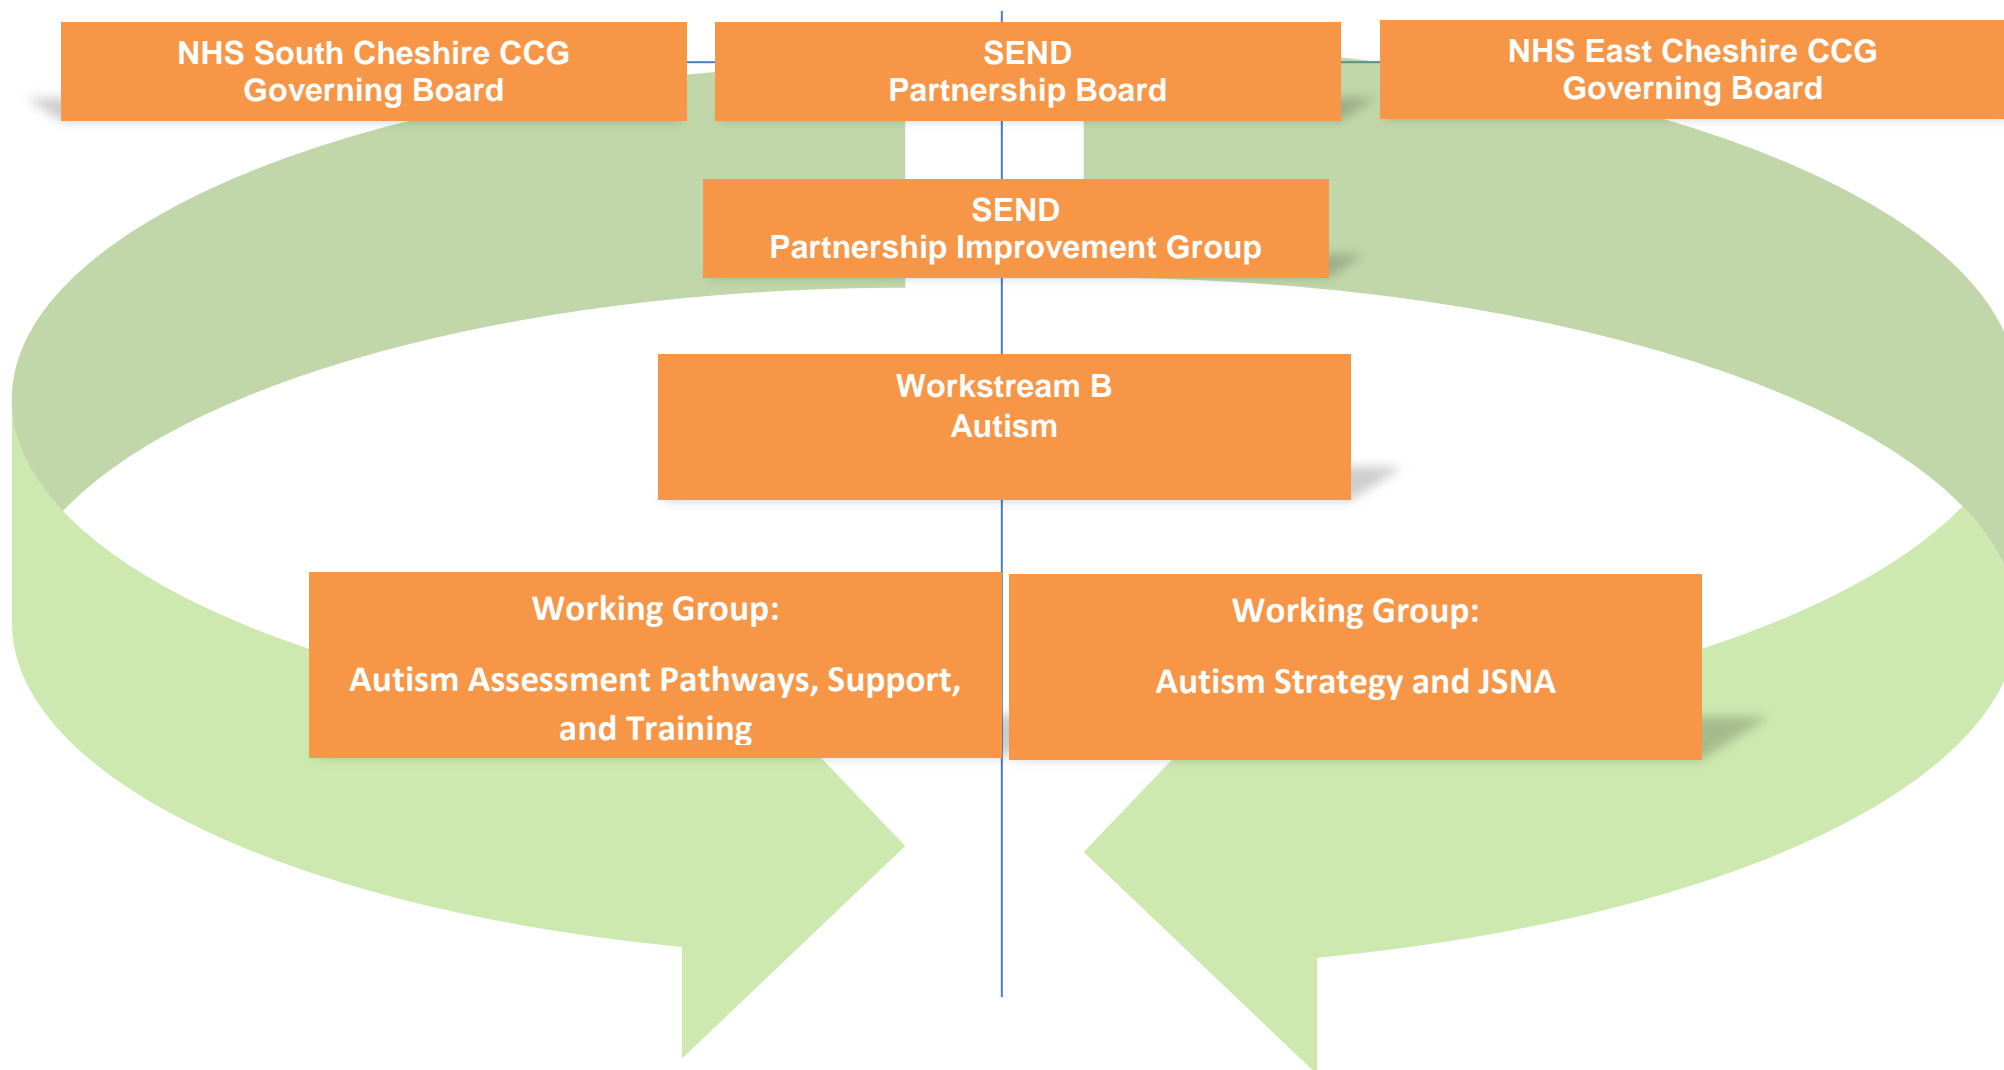 NHS South Cheshire CCG
Governing Board
SEND
Partnership Board
NHS East Cheshire CCG
Governing Board
SEND
Partnership Improvement Group
Workstream B
Autism
Working Group:
Autism Assessment Pathways, Support,
and Training
Working Group:
Autism Strategy and JSNA